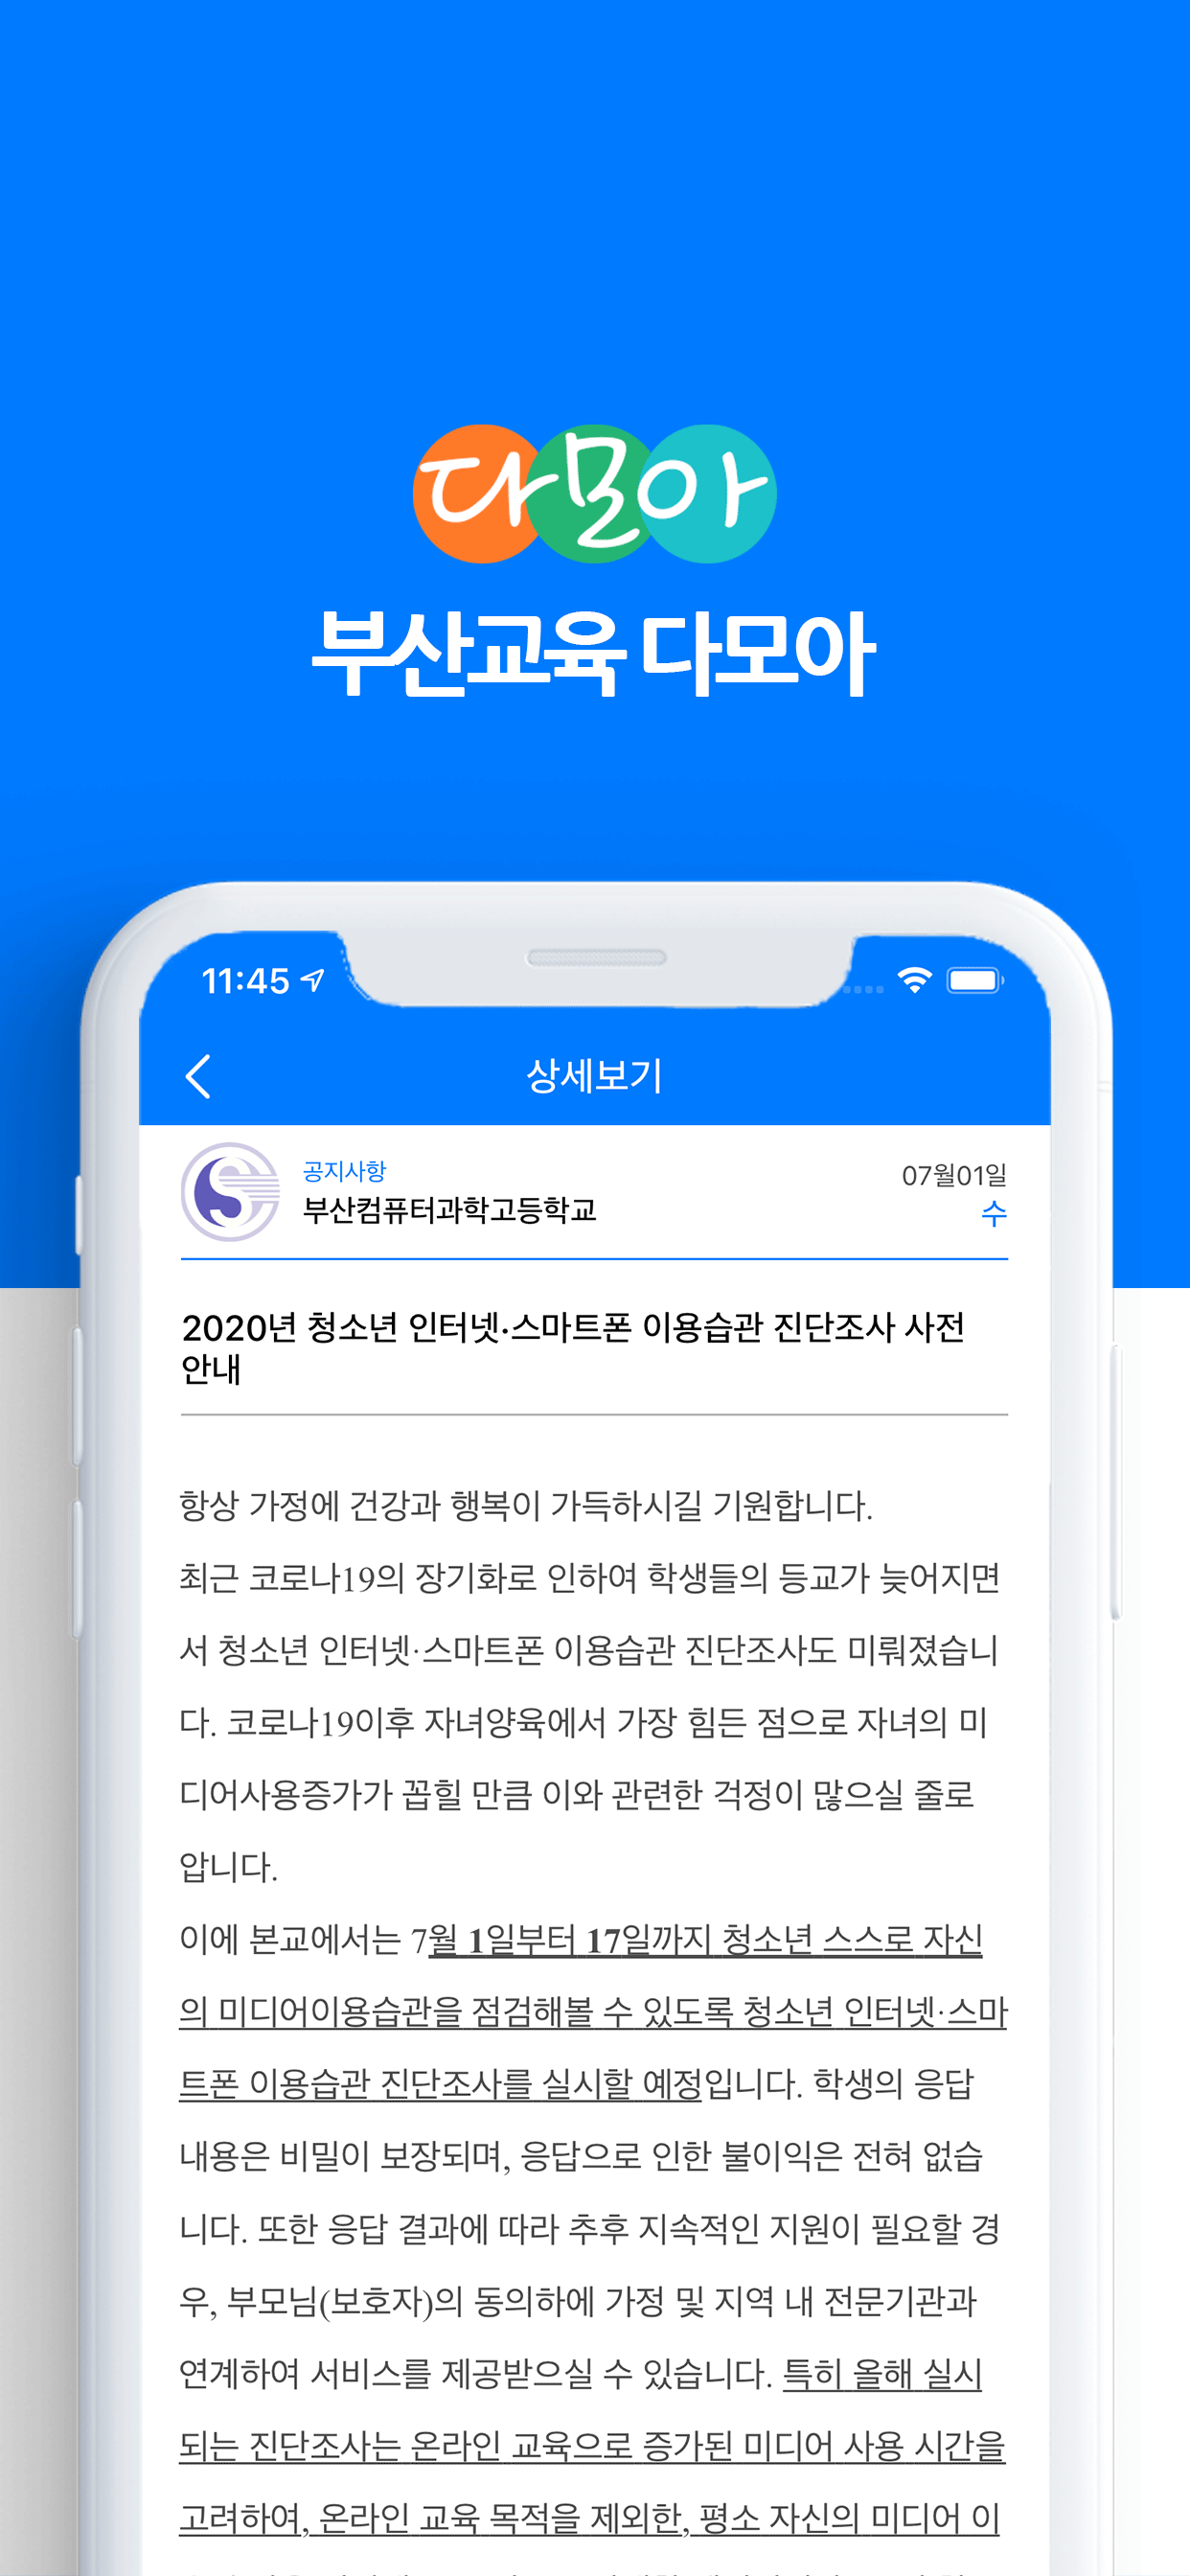 다모아
부산교육 다모아
11:45
상세보기
공지사항
07월01일
부산컴퓨터과학고등학교
수
2020년 청소년 인터넷·스마트폰 이용습관 진단조사 사전
안내
항상 가정에 건강과 행복이 가득하시길 기원합니다.
최근 코로나19의 장기화로 인하여 학생들의 등교가 늦어지면
서 청소년 인터넷·스마트폰 이용습관 진단조사도 미뤄졌습니
다. 코로나19이후 자녀양육에서 가장 힘든 점으로 자녀의 미
디어사용증가가 꼽힐 만큼 이와 관련한 걱정이 많으실 줄로
압니다.
이에 본교에서는 7월 1일부터 17일까지 청소년 스스로 자신
의 미디어이용습관을 점검해볼 수 있도록 청소년 인터넷·스마
트폰 이용습관 진단조사를 실시할 예정입니다. 학생의 응답
내용은 비밀이 보장되며, 응답으로 인한 불이익은 전혀 없습
니다. 또한 응답 결과에 따라 추후 지속적인 지원이 필요할 경
우, 부모님(보호자)의 동의하에 가정 및 지역 내 전문기관과
연계하여 서비스를 제공받으실 수 있습니다. 특히 올해 실시
되는 진단조사는 온라인 교육으로 증가된 미디어 사용 시간을
고려하여, 온라인 교육 목적을 제외한, 평소 자신의 미디어 이